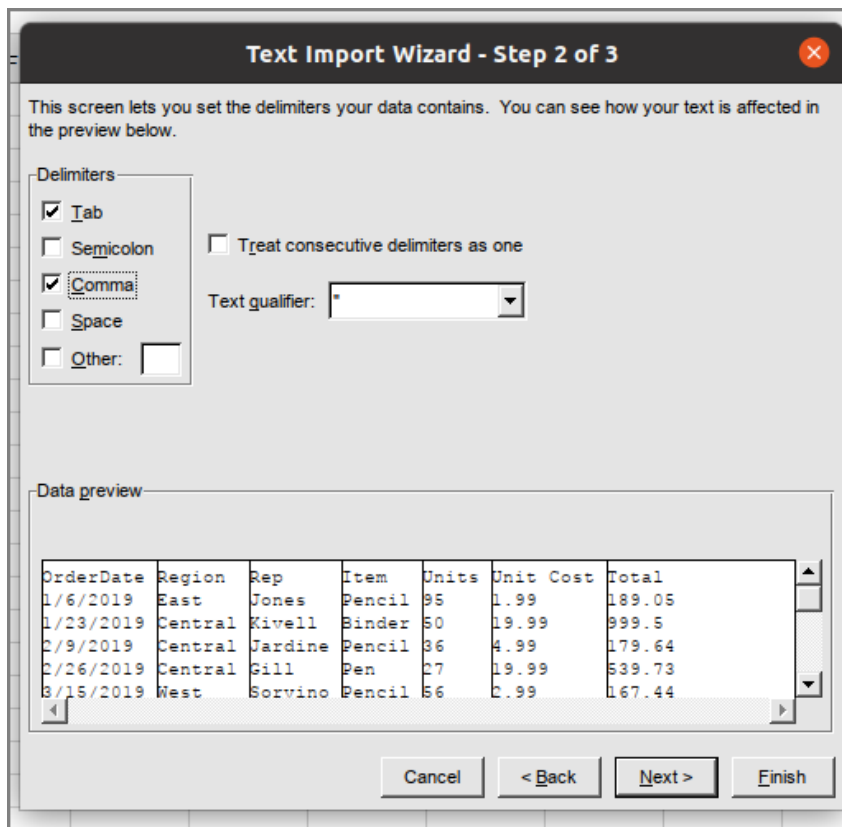 Text Import Wizard - Step 2 of 3
This screen lets you set the delimiters your data contains. You can see how your text is affected in
the preview below.
Delimiters
Tab
Semicolon
Comma
Space
Other:
Treat consecutive delimiters as one
Text qualifier: "
Data preview
OrderDate Region Rep Item Units Unit Cost Total
1/6/2019 East Jones Pencil 95 1.99 189.05
1/23/2019 Central Kivell Binder 50 19.99 999.5
2/9/2019 Central Jardine Pencil 36 4.99 179.64
2/26/2019 Central Gill Pen 27 19.99 539.73
3/15/2019 West Sorvino Pencil 56 2.99 167.44
Cancel < Back Next > Finish